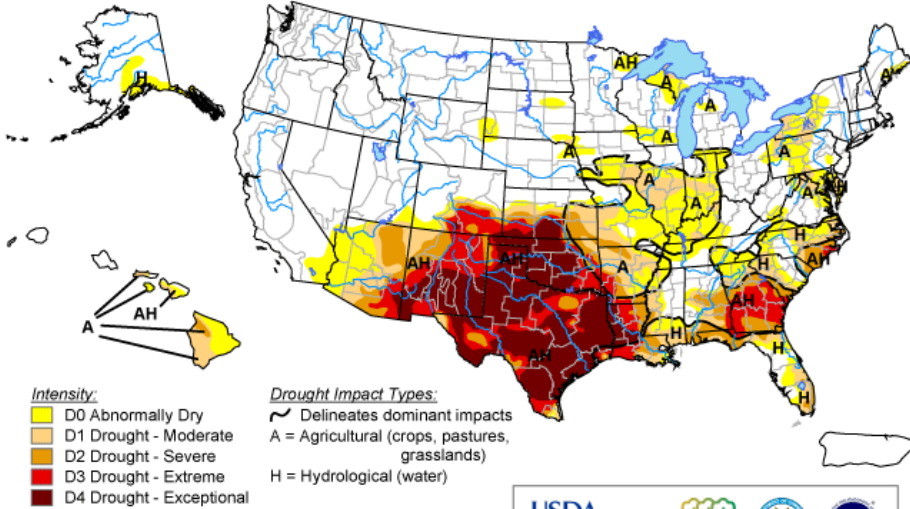 H
AH
A
A
A
A
A
A
A
A
A
H
A
H
AH
H
AH
AH
A
AH
H
H
H
AH
AH
A
Intensity:
D0 Abnormally Dry
D1 Drought - Moderate
D2 Drought - Severe
D3 Drought - Extreme
D4 Drought - Exceptional
Drought Impact Types:
Delineates dominant impacts
A = Agricultural (crops, pastures,
grasslands)
H = Hydrological (water)
USDA